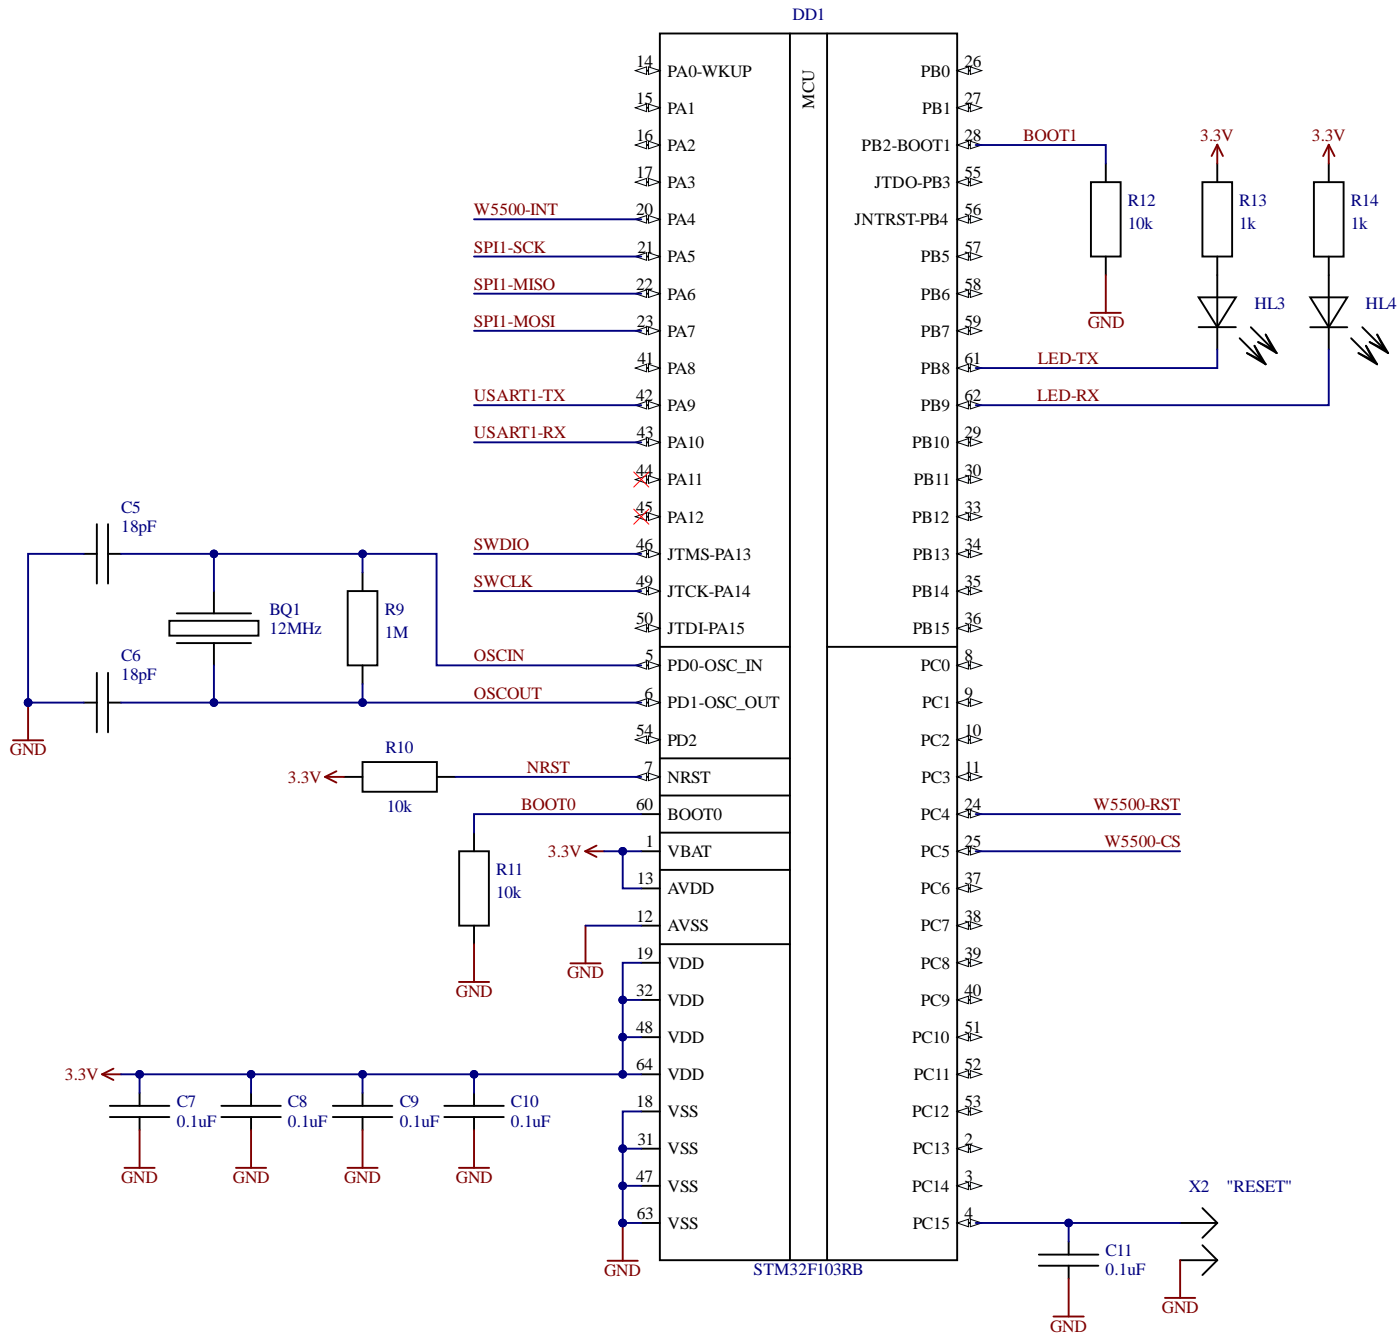 DD1
MCU
14 PA0-WKUP
15 PA1
16 PA2
17 PA3
W5500-INT 20 PA4
SPI1-SCK 21 PA5
SPI1-MISO 22 PA6
SPI1-MOSI 23 PA7
41 PA8
USART1-TX 42 PA9
USART1-RX 43 PA10
44 PA11
45 PA12
SWDIO 46 JTMS-PA13
SWCLK 49 JTCK-PA14
50 JTDI-PA15
OSCIN 5 PD0-OSC_IN
OSCOUT 6 PD1-OSC_OUT
54 PD2
NRST 7 NRST
BOOT0 60 BOOT0
3.3V 1 VBAT
13 AVDD
12 AVSS
GND
19 VDD
32 VDD
48 VDD
64 VDD
18 VSS
31 VSS
47 VSS
63 VSS
GND
C5
18pF
BQ1
12MHz
R9
1M
C6
18pF
GND
R10
3.3V
10k
R11
10k
GND
3.3V
C7
0.1uF
GND
C8
0.1uF
GND
C9
0.1uF
GND
C10
0.1uF
GND
PB0 26
PB1 27
PB2-BOOT1 28 BOOT1
JTDO-PB3 55
JNTRST-PB4 56
PB5 57
PB6 58
PB7 59
PB8 61 LED-TX
PB9 62 LED-RX
PB10 29
PB11 30
PB12 33
PB13 34
PB14 35
PB15 36
PC0 8
PC1 9
PC2 10
PC3 11
PC4 24 W5500-RST
PC5 25 W5500-CS
PC6 37
PC7 38
PC8 39
PC9 40
PC10 51
PC11 52
PC12 53
PC13 2
PC14 3
PC15 4
STM32F103RB
R12
10k
GND
3.3V
R13
1k
HL3
3.3V
R14
1k
HL4
X2 "RESET"
C11
0.1uF
GND
GND